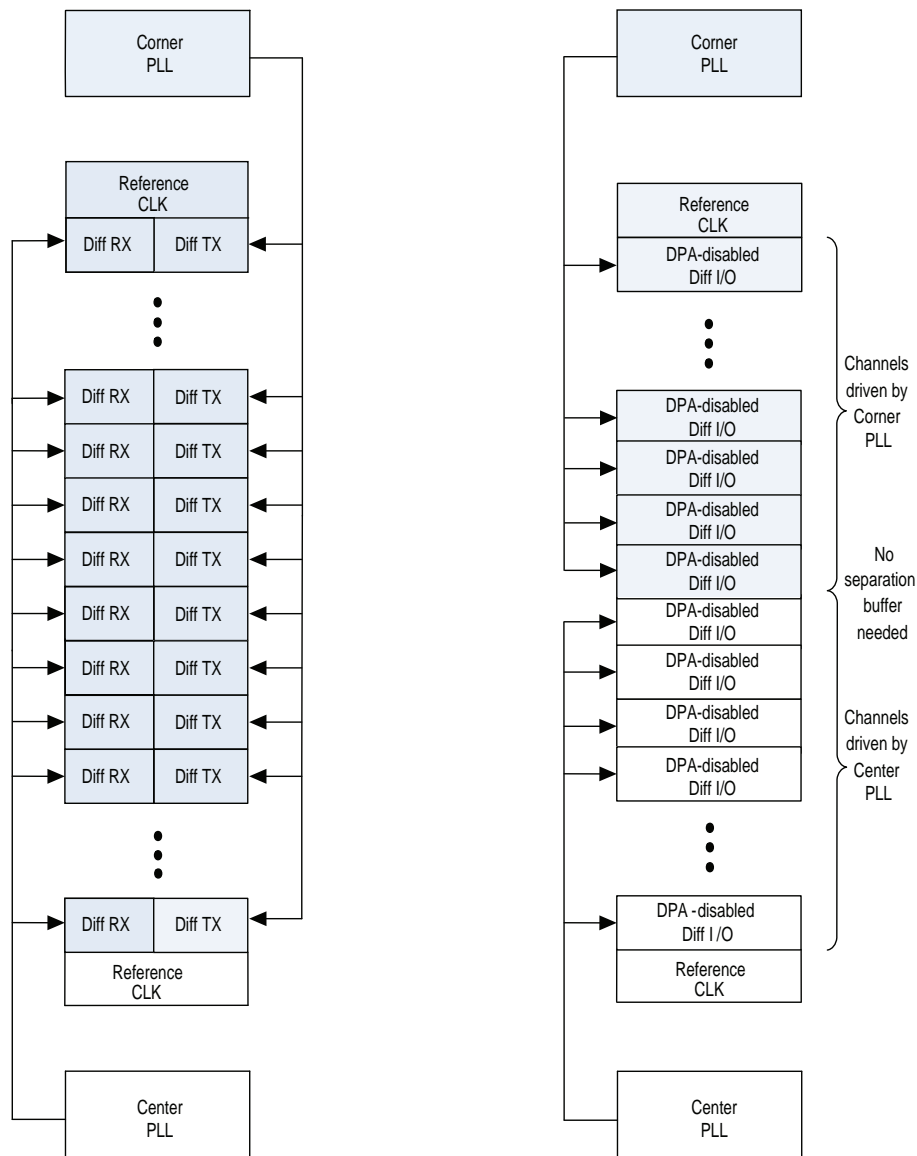 Corner
PLL
Reference
CLK
Diff RX Diff TX
Diff RX Diff TX
Diff RX Diff TX
Diff RX Diff TX
Diff RX Diff TX
Diff RX Diff TX
Diff RX Diff TX
Diff RX Diff TX
Diff RX Diff TX
Diff RX Diff TX
Reference
CLK
Center
PLL
Corner
PLL
Reference
CLK
DPA-disabled
Diff I/O
DPA-disabled
Diff I/O
DPA-disabled
Diff I/O
DPA-disabled
Diff I/O
DPA-disabled
Diff I/O
DPA-disabled
Diff I/O
DPA-disabled
Diff I/O
DPA-disabled
Diff I/O
DPA-disabled
Diff I/O
DPA -disabled
Diff I /O
Reference
CLK
Center
PLL
Channels
driven by
Corner
PLL
No
separation
buffer
needed
Channels
driven by
Center
PLL